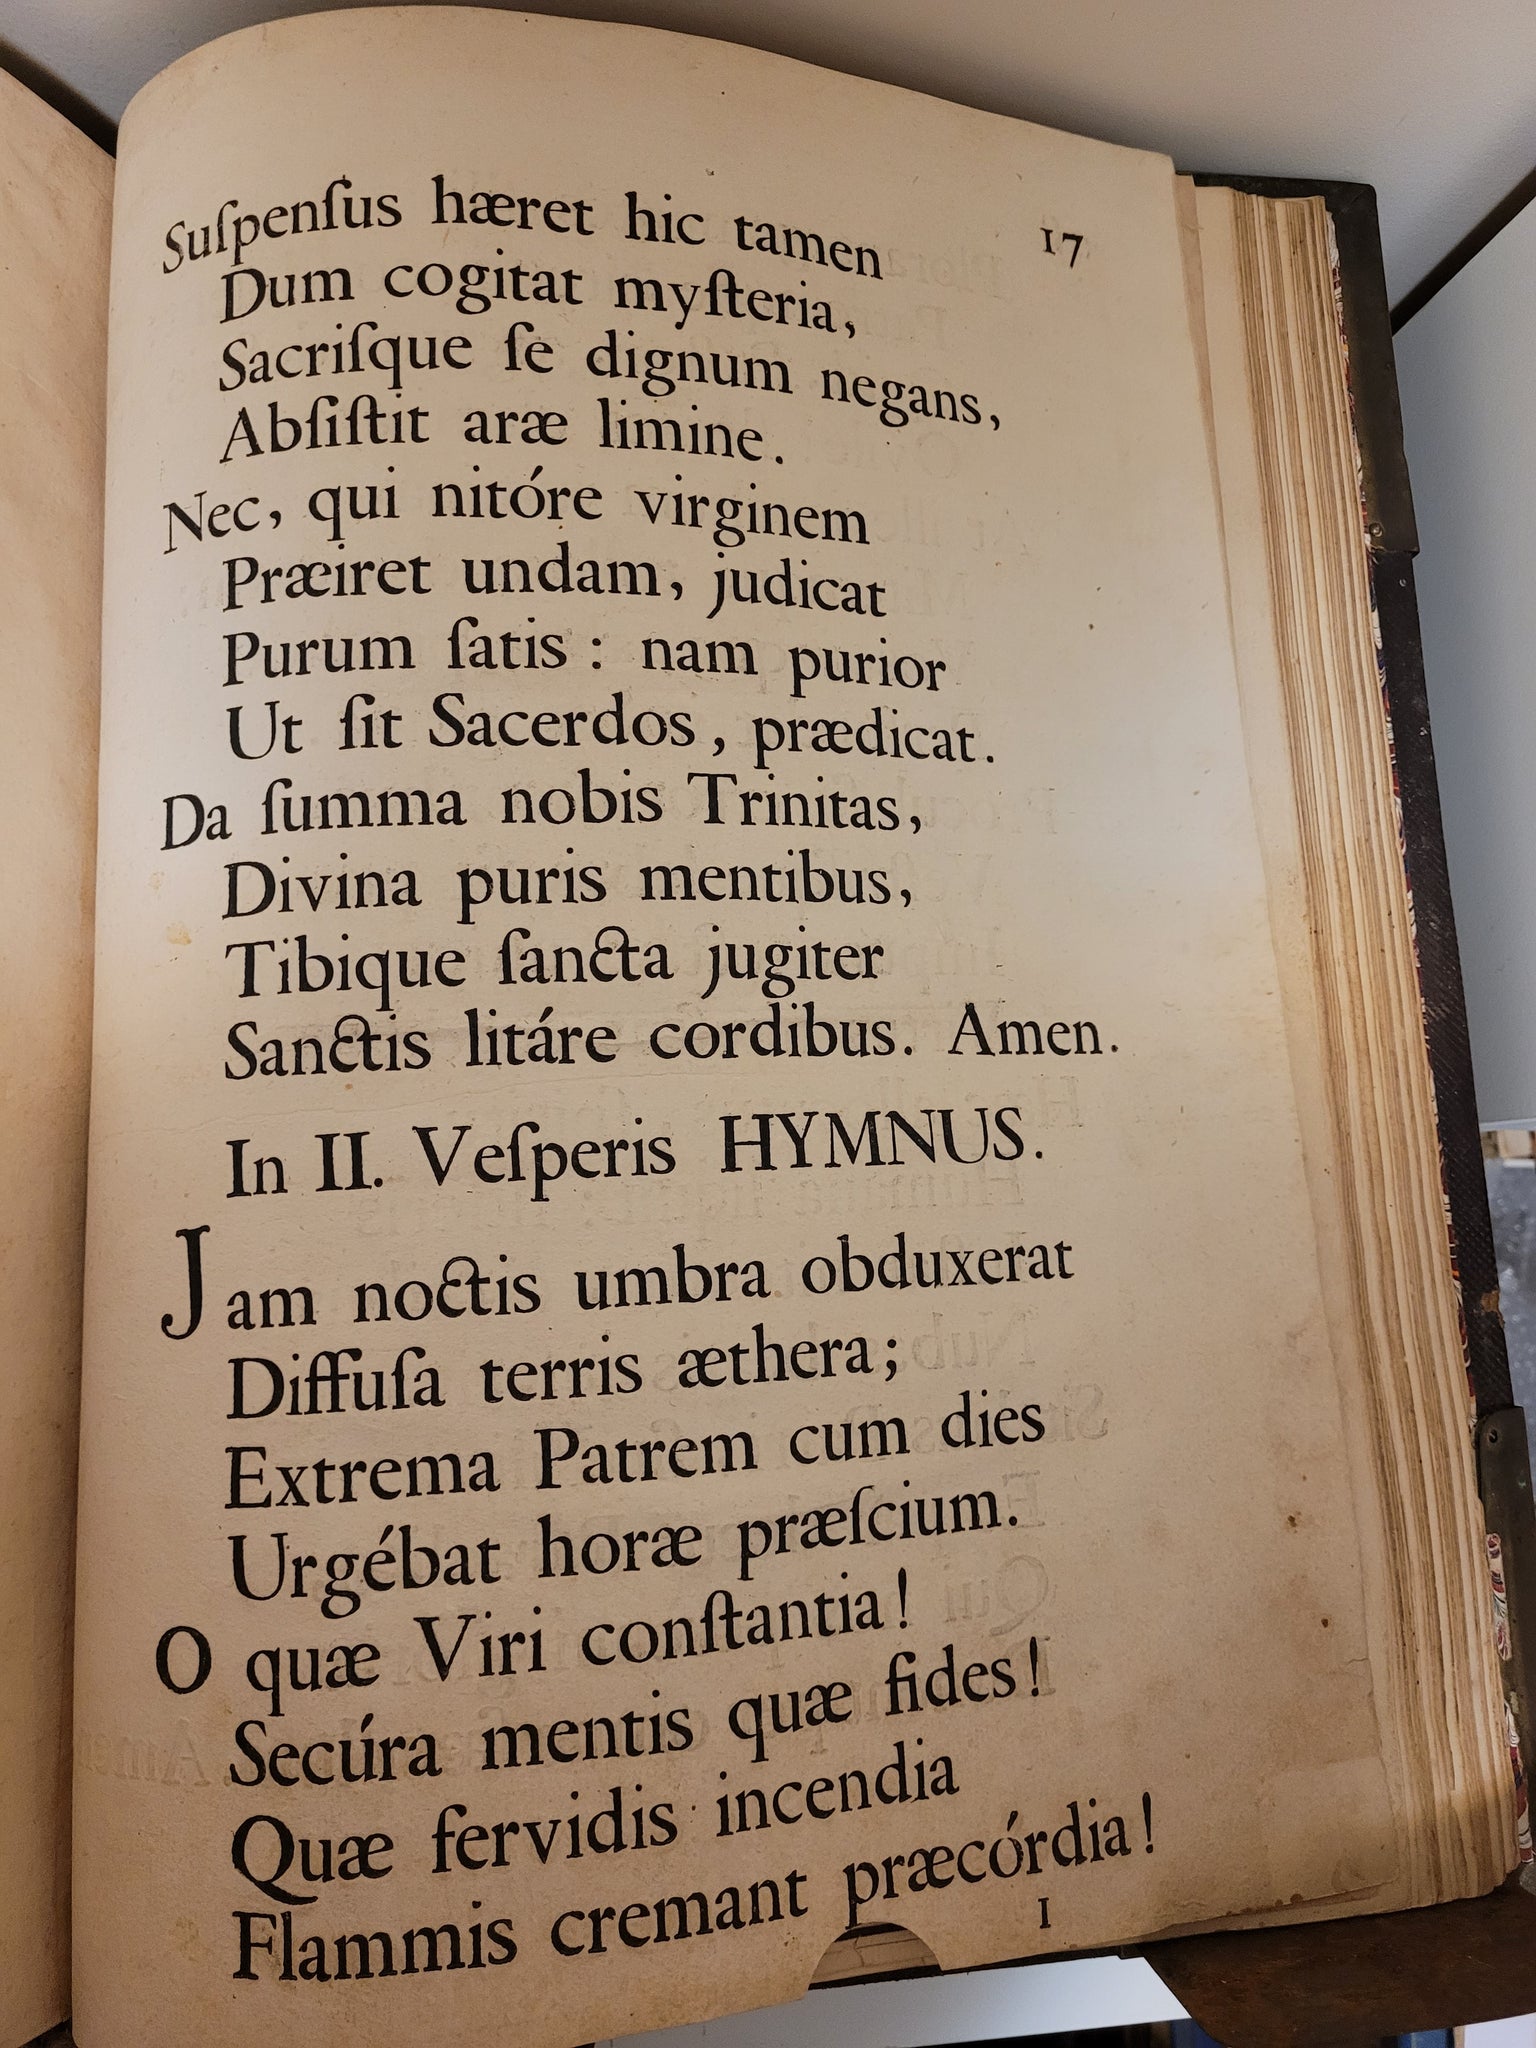 17
Suſpenſus hæret hic tamen
Dum cogitat myſteria,
Sacriſque ſe dignum negans,
Abſiſtit aræ limine.
Nec, qui nitóre virginem
Præiret undam, judicat
Purum ſatis : nam purior
Ut ſit Sacerdos, prædicat.
Da ſumma nobis Trinitas,
Divina puris mentibus,
Tibique ſancta jugiter
Sanctis litáre cordibus. Amen.
In II. Veſperis HYMNUS.
Jam noctis umbra obduxerat
Diffuſa terris æthera;
Extrema Patrem cum dies
Urgébat horæ præſcium.
O quæ Viri conſtantia!
Secúra mentis quæ fides!
Quæ fervidis incendia
Flammis cremant præcórdia!
I